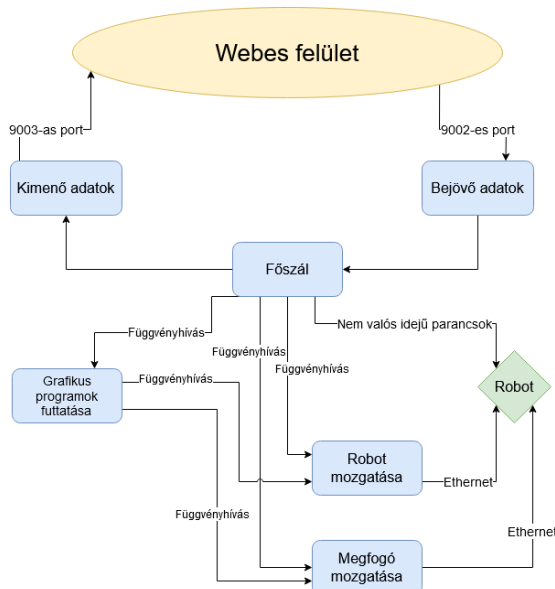 Webes felület
9003-as port
9002-es port
Kimenő adatok
Bejövő adatok
Főszál
Nem valós idejű parancsok
Függvényhívás
Függvényhívás
Függvényhívás
Grafikus
programok
futtatása
Függvényhívás
Robot
Robot
mozgatása
Ethernet
Függvényhívás
Ethernet
Megfogó
mozgatása